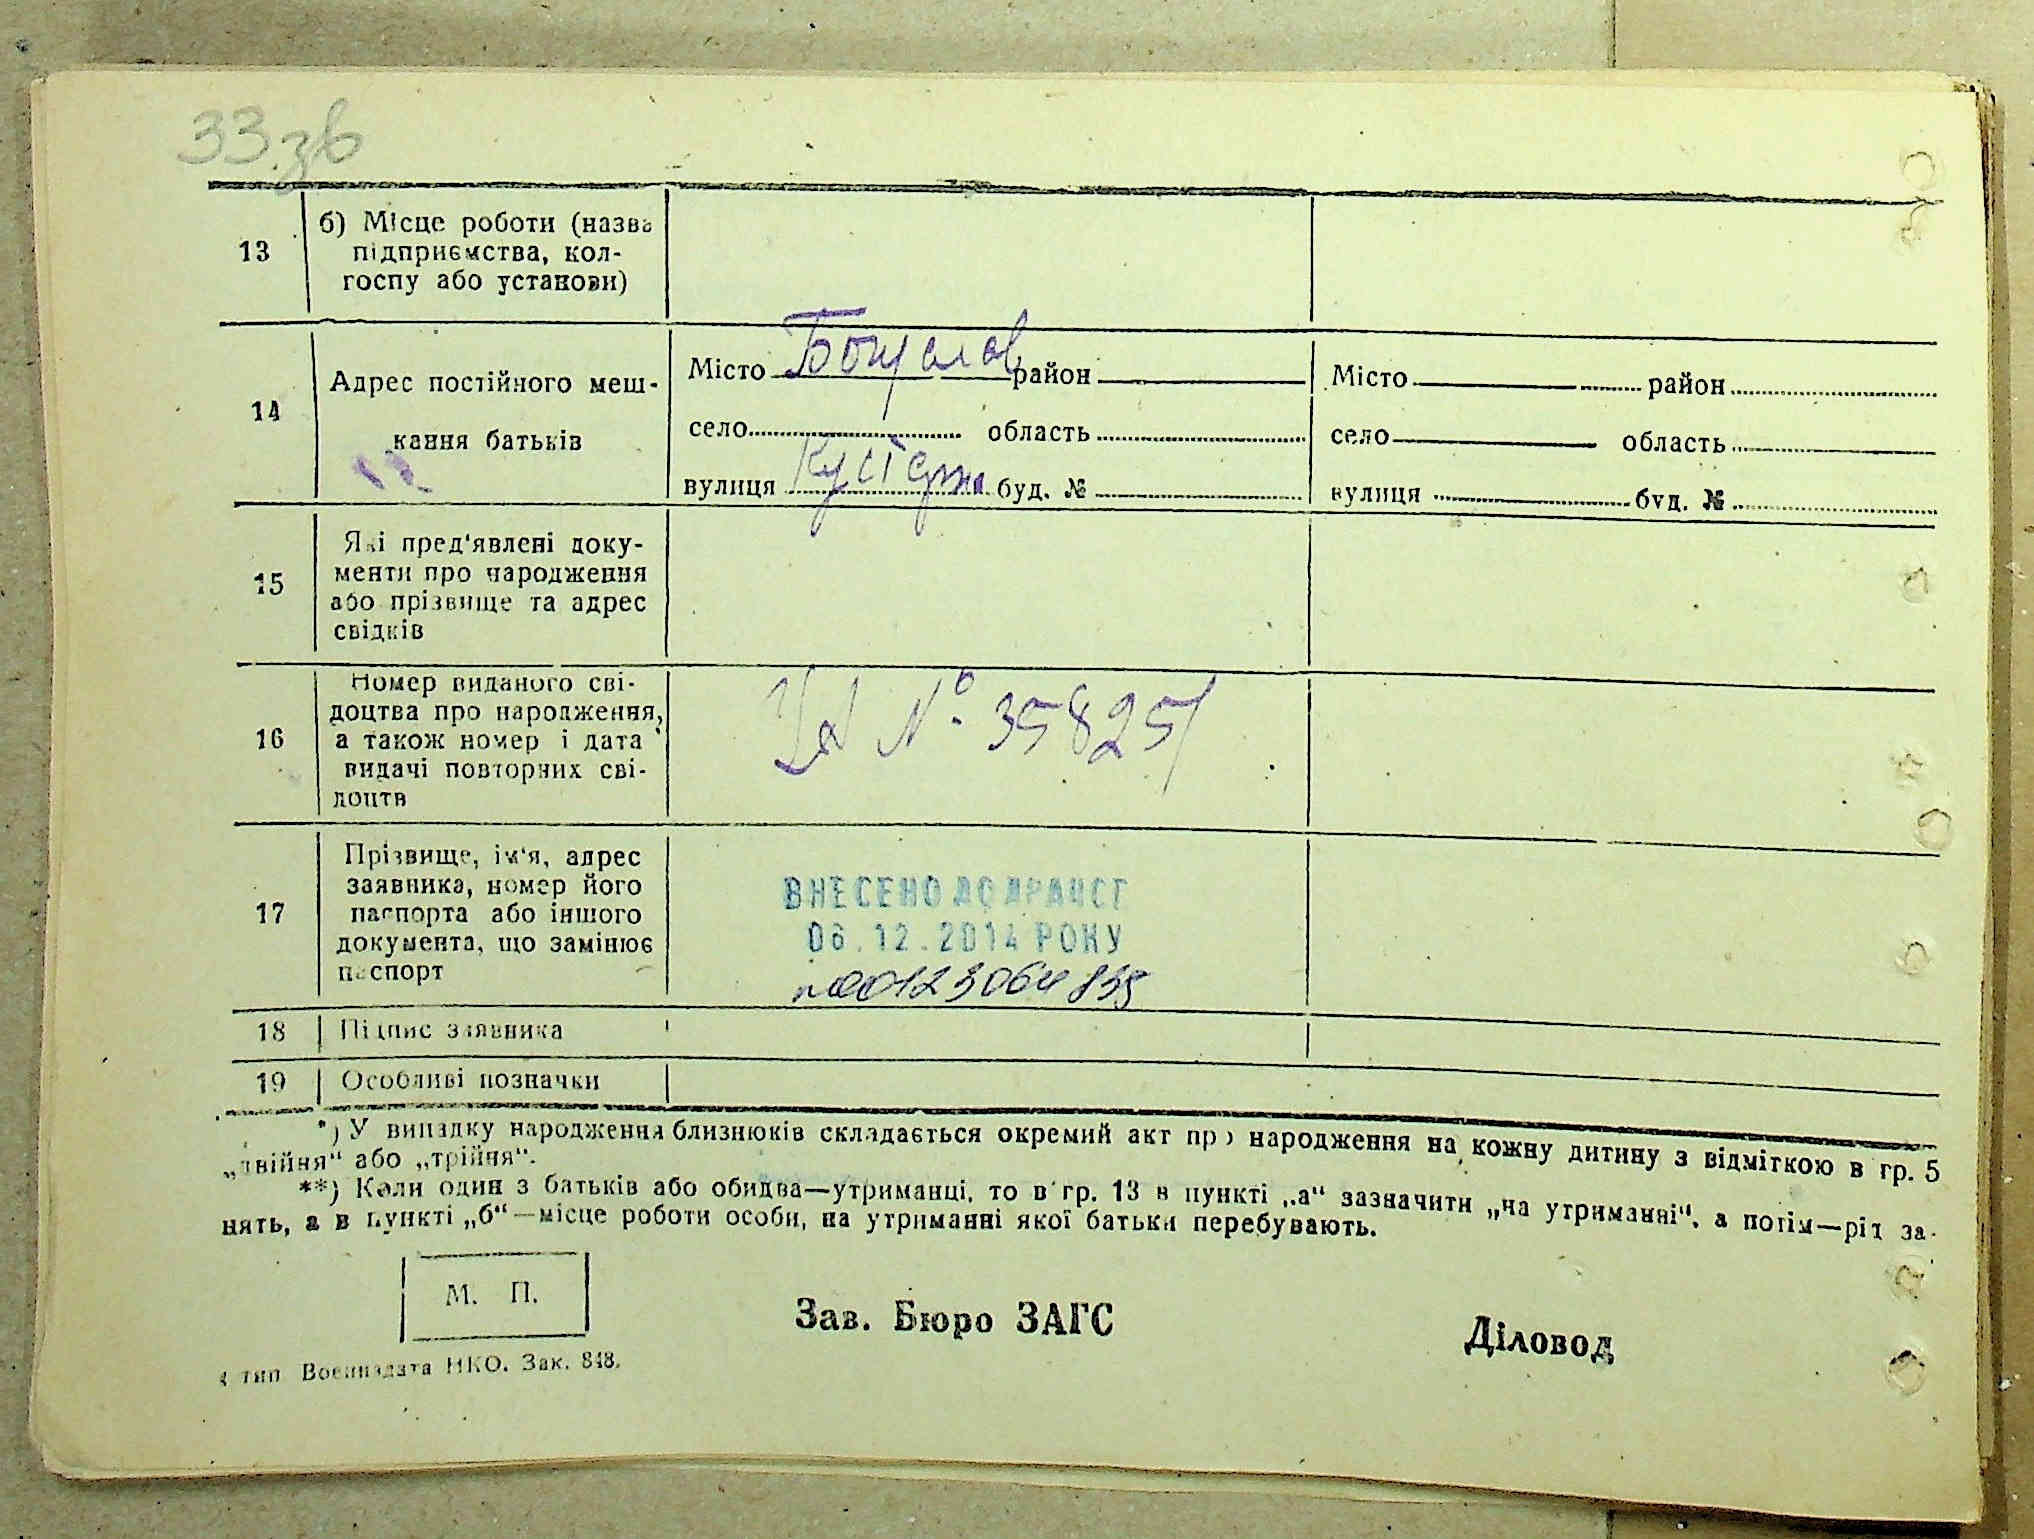 33 зв
13 б) Місце роботи (назва
підприємства, кол-
госпу або установи)
14 Адрес постійного меш-
кання батьків
Місто район
село область
вулиця буд. №
Місто район
село область
вулиця буд. №
15 Які пред'явлені доку-
менти про народження
або прізвище та адрес
свідків
16 Номер виданого сві-
доцтва про народження,
а також номер і дата
видачі повторних сві-
доцтв
№ 358251
17 Прізвище, ім'я, адрес
заявника, номер його
паспорта або іншого
документа, що замінює
паспорт
ВНЕСЕНО ДО ДРАЦСГ
06.12.2014 РОКУ
18 Підпис заявника
19 Особливі позначки
*) У випадку народження близнюків складається окремий акт про народження на кожну дитину з відміткою в гр. 5
„двійня“ або „трійня“.
**) Коли один з батьків або обидва—утриманці, то в гр. 13 в пункті „а“ зазначити „на утриманні“, а потім—рід за-
нять, а в пункті „б“—місце роботи особи, на утриманні якої батьки перебувають.
М. П.
Зав. Бюро ЗАГС
Діловод
тип Воениздата НКО. Зак. 848.